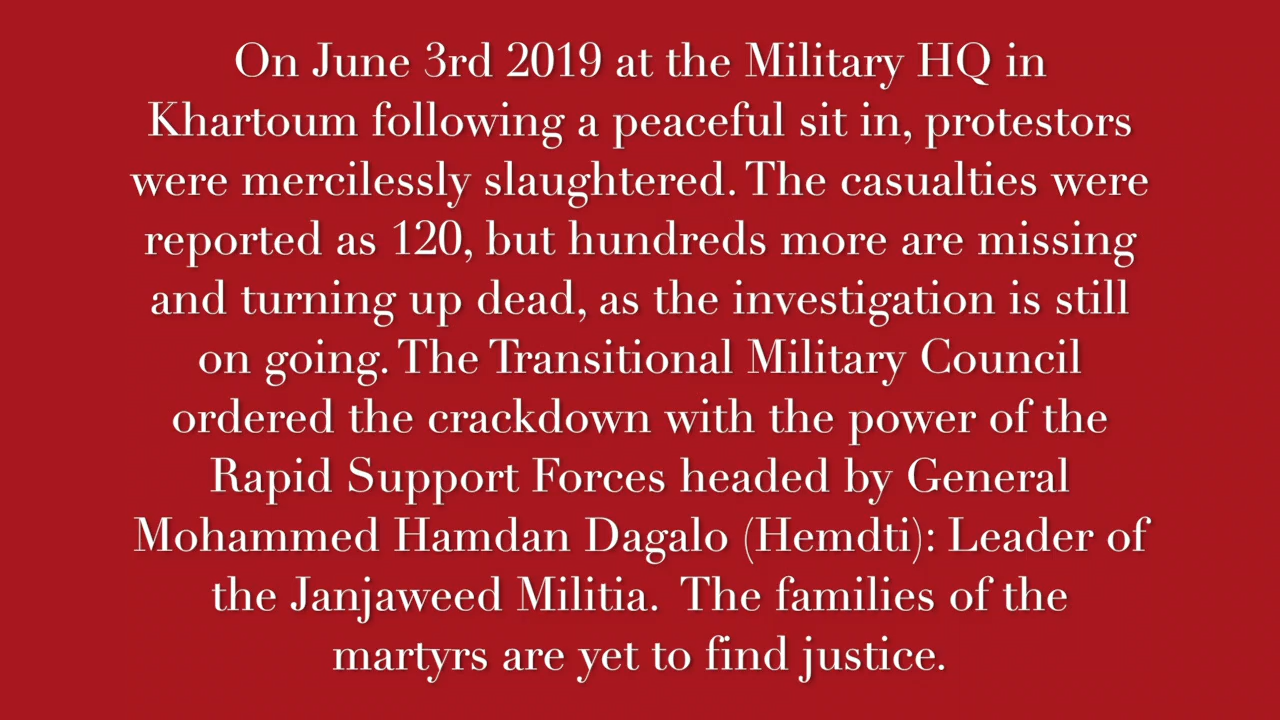 On June 3rd 2019 at the Military HQ in
Khartoum following a peaceful sit in, protestors
were mercilessly slaughtered. The casualties were
reported as 120, but hundreds more are missing
and turning up dead, as the investigation is still
on going. The Transitional Military Council
ordered the crackdown with the power of the
Rapid Support Forces headed by General
Mohammed Hamdan Dagalo (Hemdti): Leader of
the Janjaweed Militia.  The families of the
martyrs are yet to find justice.